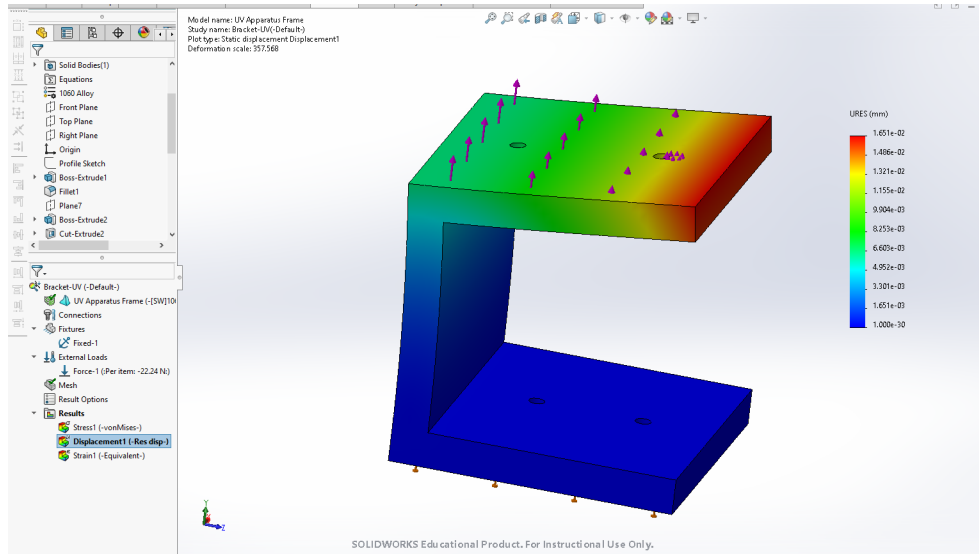 Model name: UV Apparatus Frame
Study name: Bracket-UV(-Default-)
Plot type: Static displacement Displacement1
Deformation scale: 357.568
Solid Bodies(1)
Equations
1060 Alloy
Front Plane
Top Plane
Right Plane
Origin
Profile Sketch
Boss-Extrude1
Fillet1
Plane7
Boss-Extrude2
Cut-Extrude2
Bracket-UV (-Default-)
UV Apparatus Frame (-[SW]10
Connections
Fixtures
Fixed-1
External Loads
Force-1 (:Per item: -22.24 N:)
Mesh
Result Options
Results
Stress1 (-vonMises-)
Displacement1 (-Res disp-)
Strain1 (-Equivalent-)
URES (mm)
1.651e-02
1.486e-02
1.321e-02
1.155e-02
9.904e-03
8.253e-03
6.603e-03
4.952e-03
3.301e-03
1.651e-03
1.000e-30
Y
Z
SOLIDWORKS Educational Product. For Instructional Use Only.